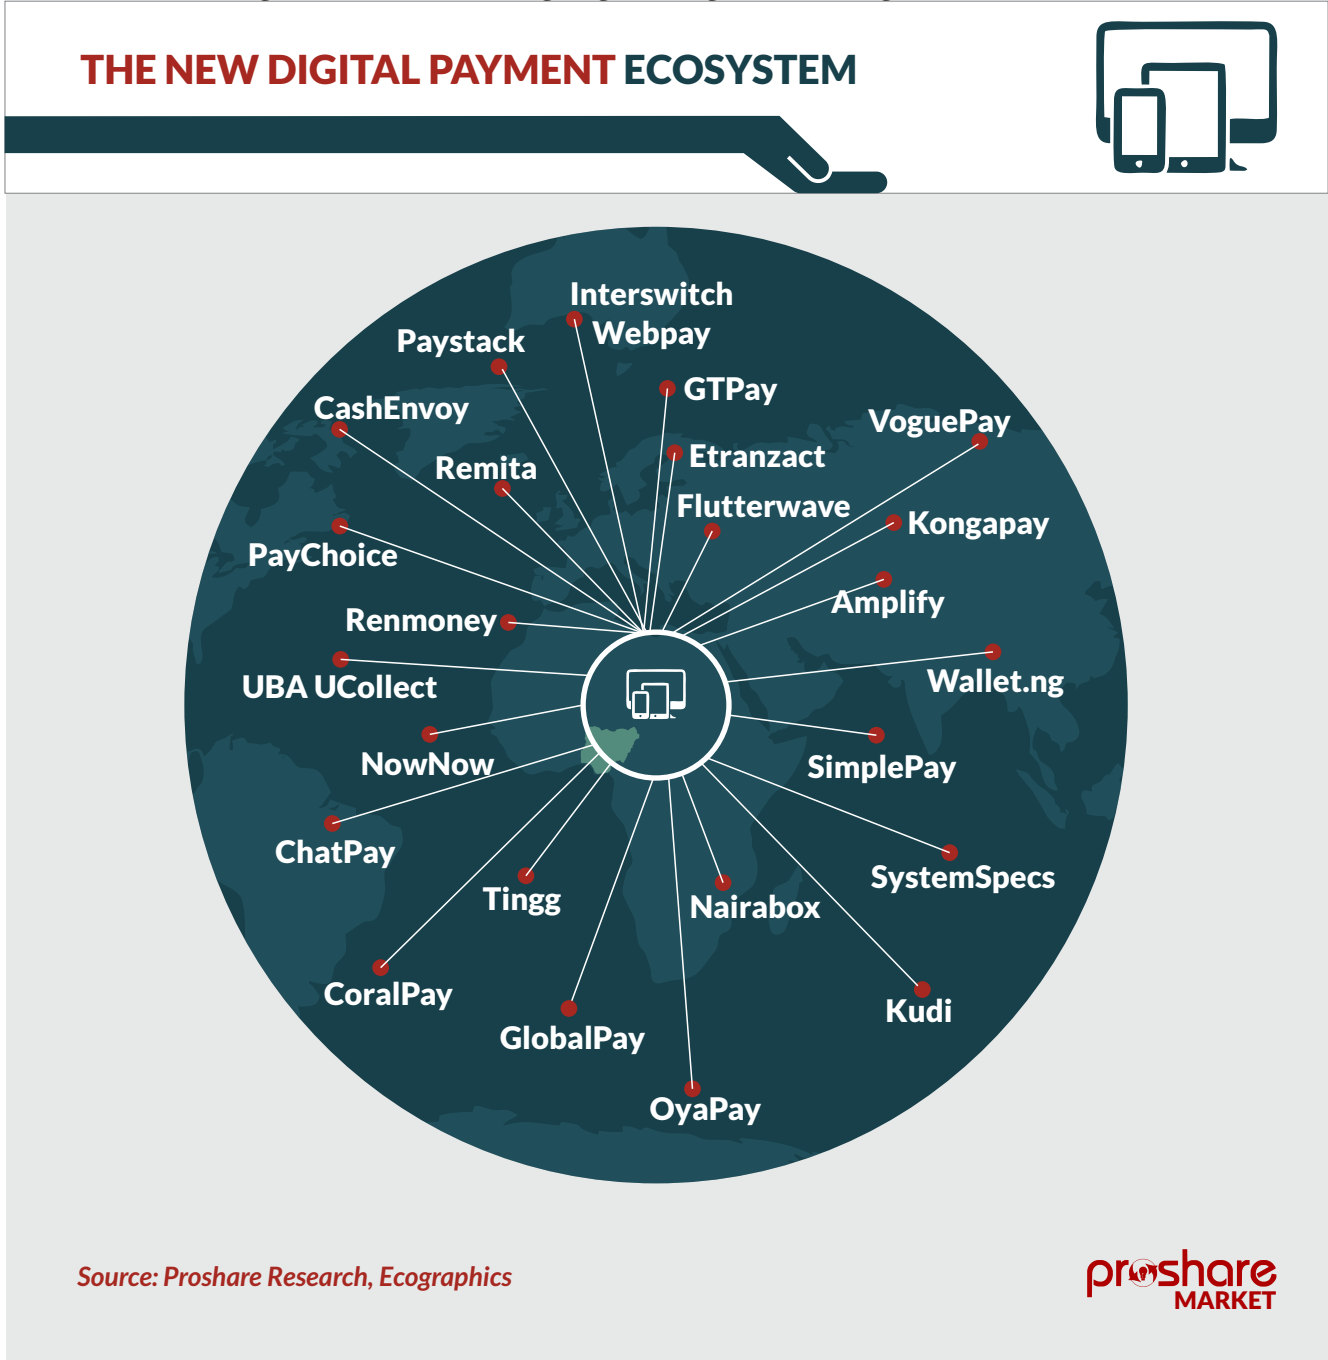 THE NEW DIGITAL PAYMENT ECOSYSTEM
Interswitch
Webpay
Paystack
GTPay
CashEnvoy
VoguePay
Etranzact
Remita
Flutterwave
Kongapay
PayChoice
Amplify
Renmoney
Wallet.ng
UBA UCollect
NowNow
SimplePay
ChatPay
SystemSpecs
Tingg
Nairabox
CoralPay
Kudi
GlobalPay
OyaPay
Source: Proshare Research, Ecographics
proshare
MARKET